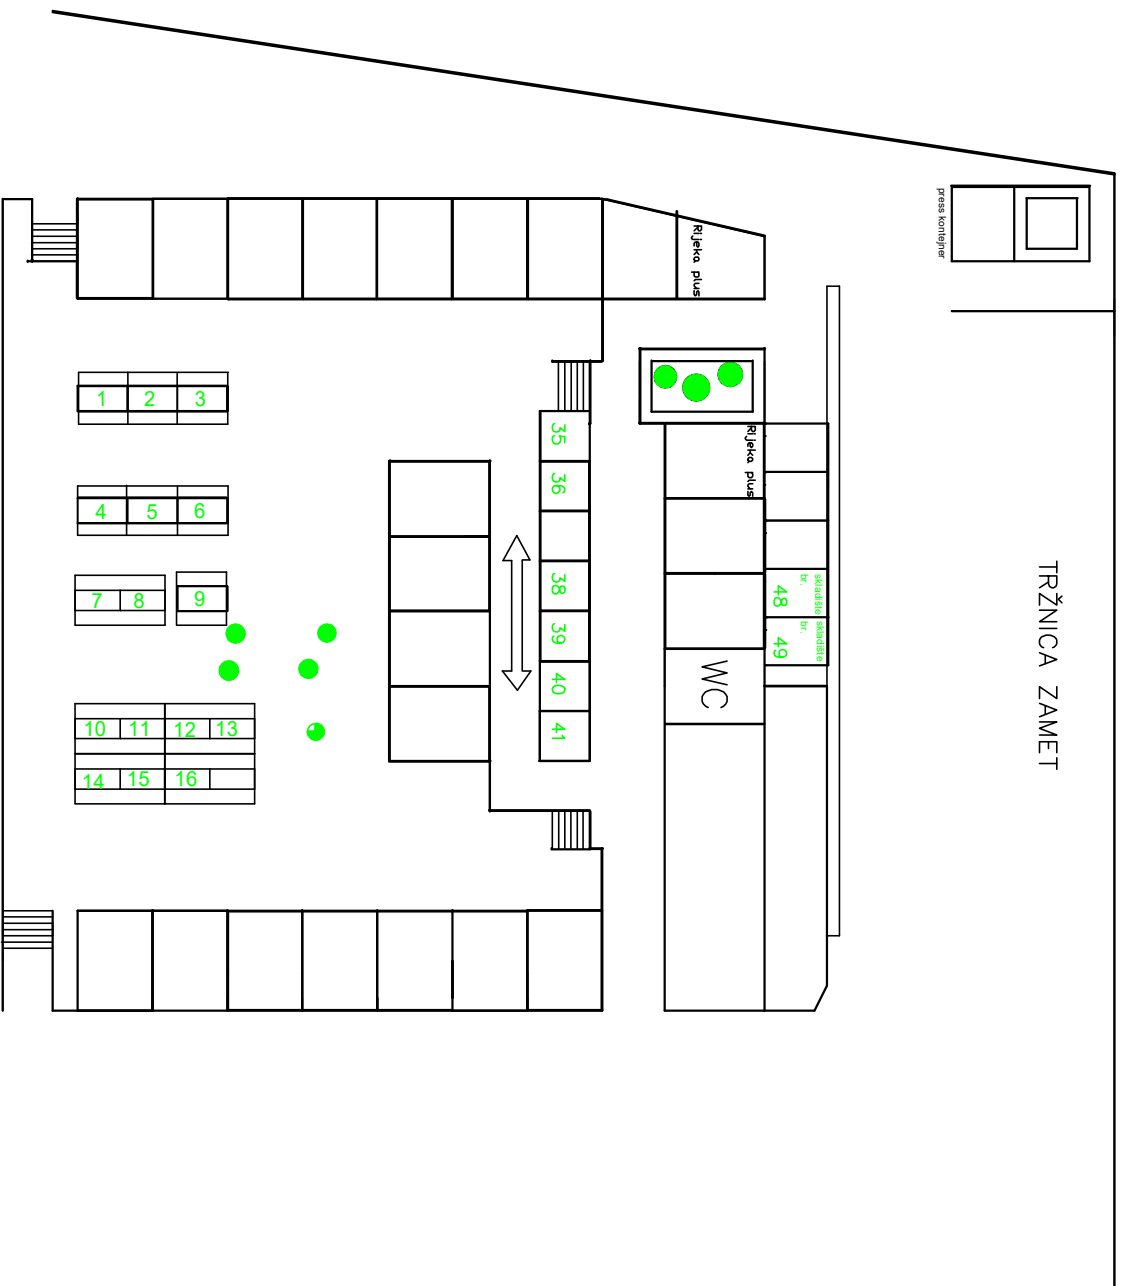 press kontejner
Rijeka plus
1 2 3
35
Rijeka plus
36
4 5 6
skladište br. 48
38
7 8 9
skladište br. 49
39
TRŽNICA ZAMET
WC
40
10 11 12 13
41
14 15 16